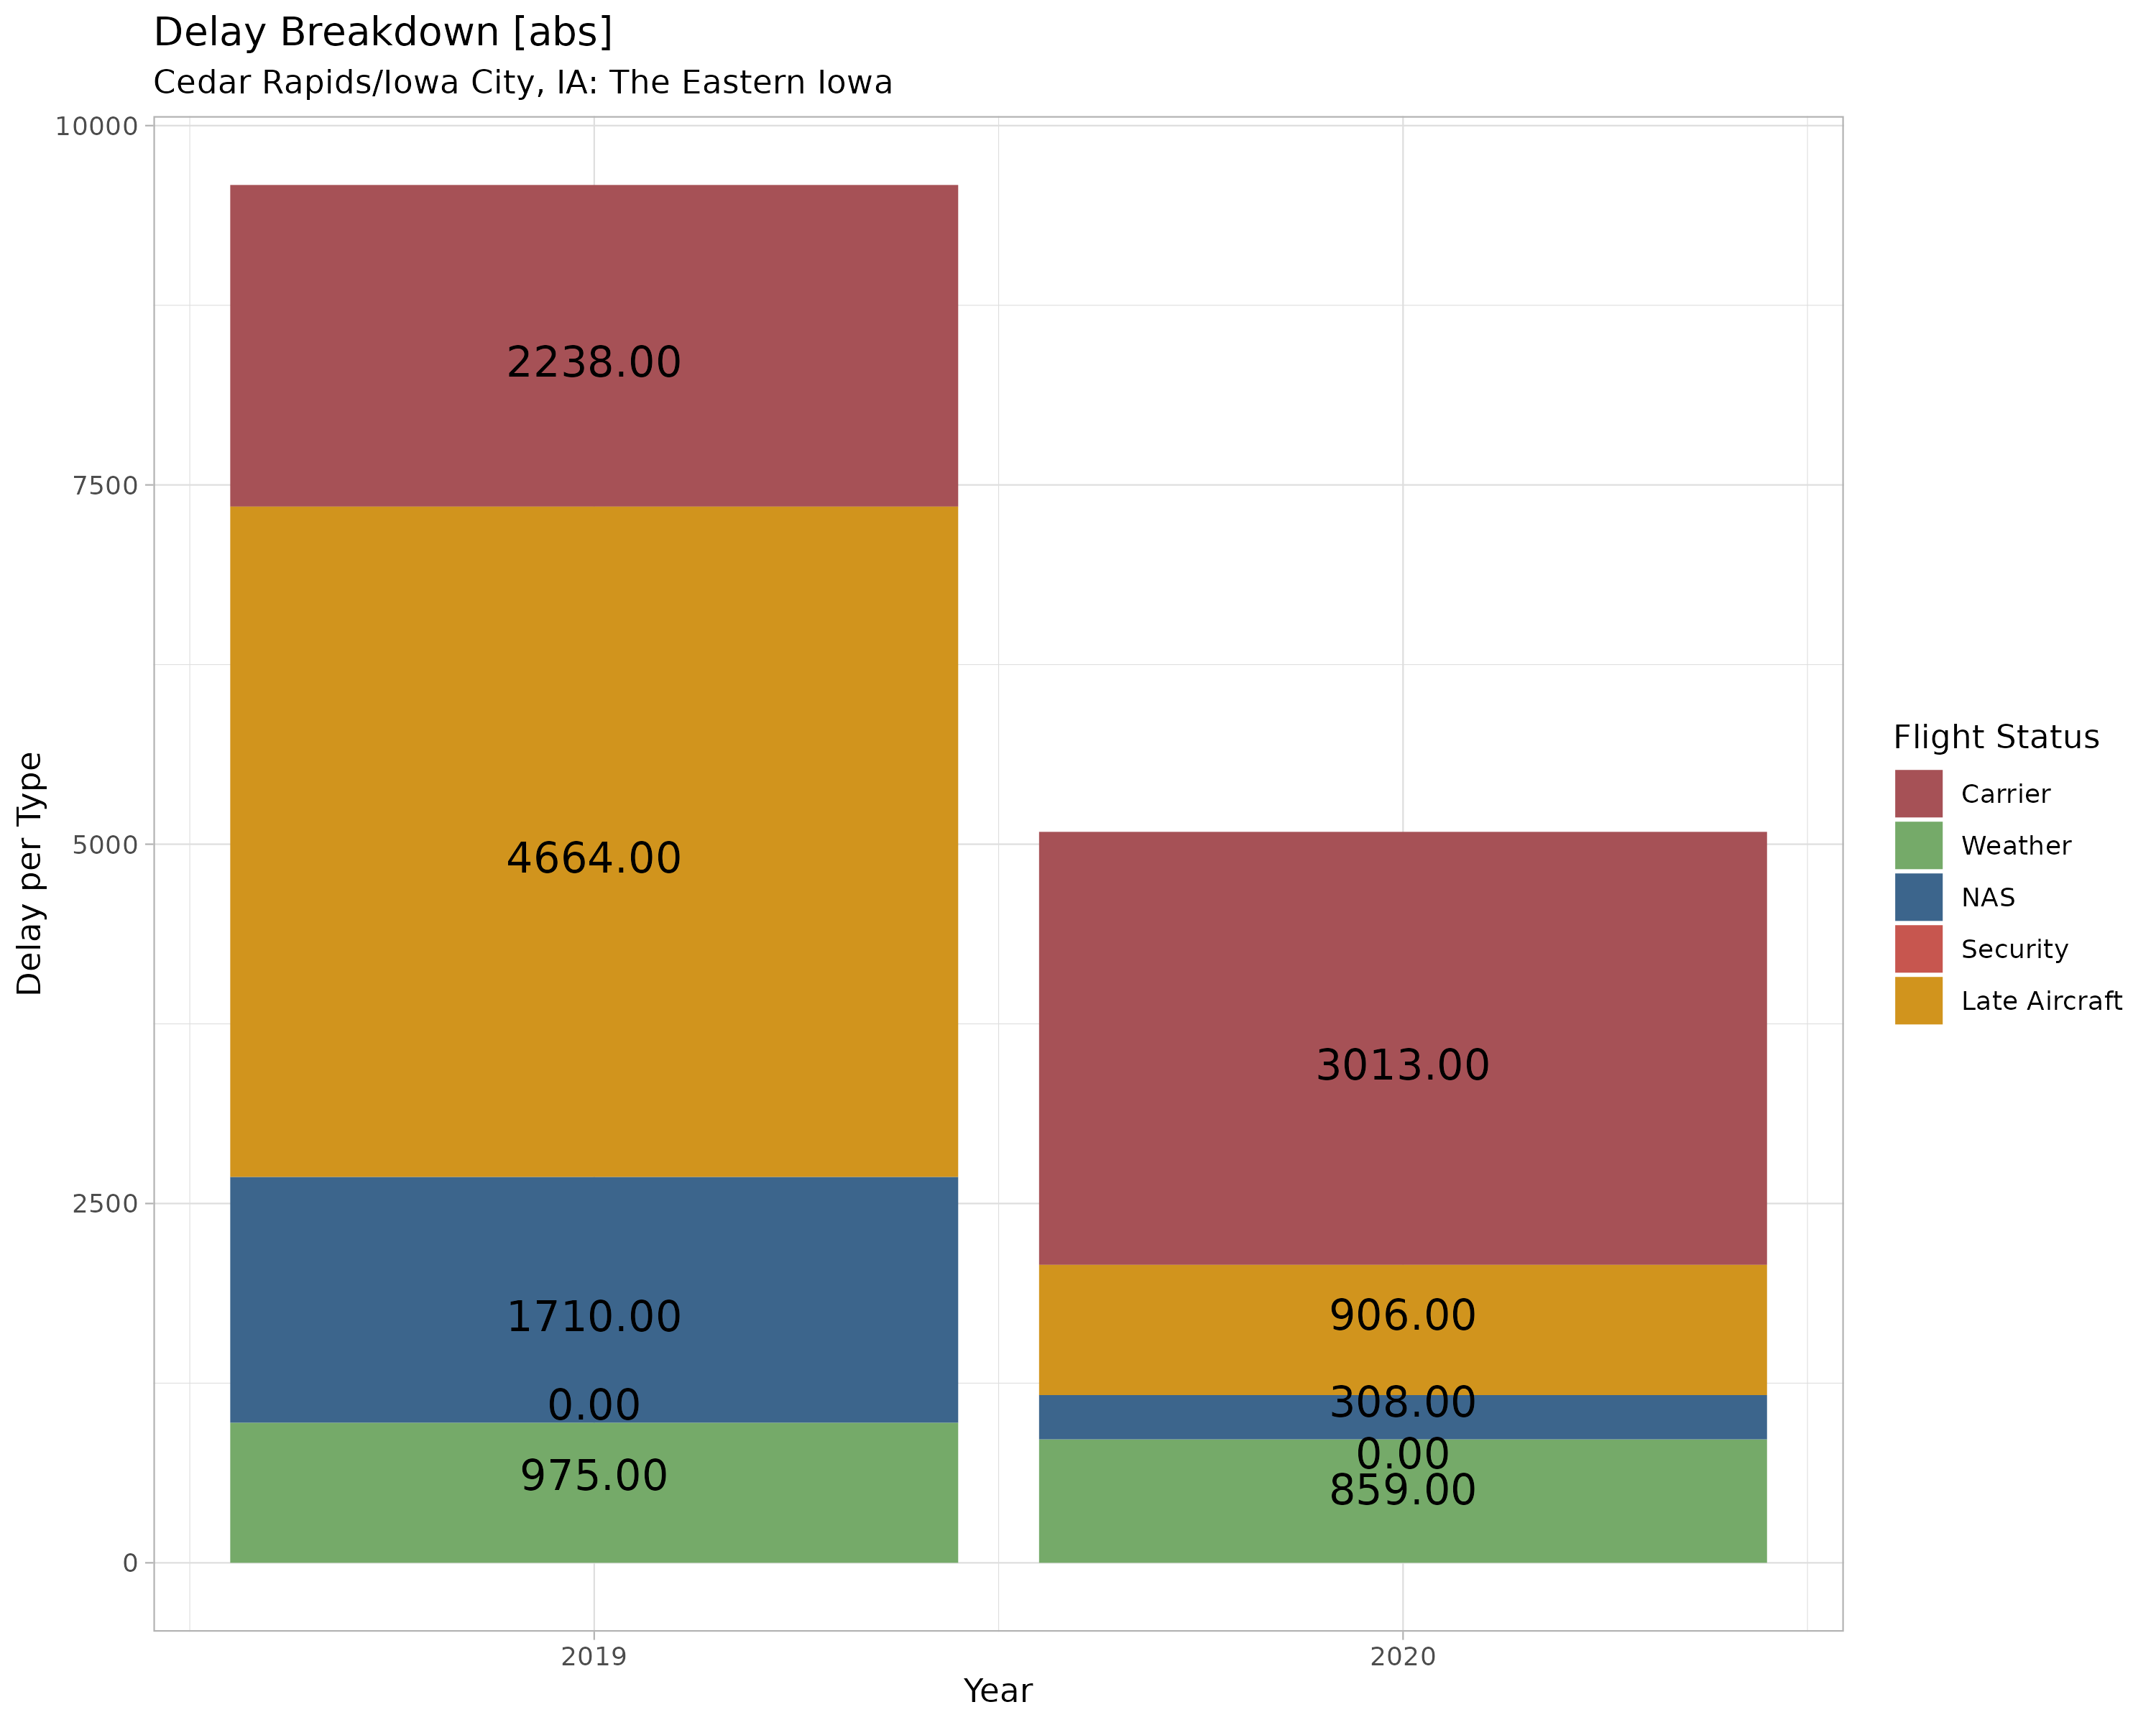 Delay Breakdown [abs]
Cedar Rapids/Iowa City, IA: The Eastern Iowa
Delay per Type
10000
7500
5000
2500
0
2238.00
4664.00
1710.00
0.00
975.00
3013.00
906.00
308.00
0.00
859.00
2019
2020
Year
Flight Status
Carrier
Weather
NAS
Security
Late Aircraft